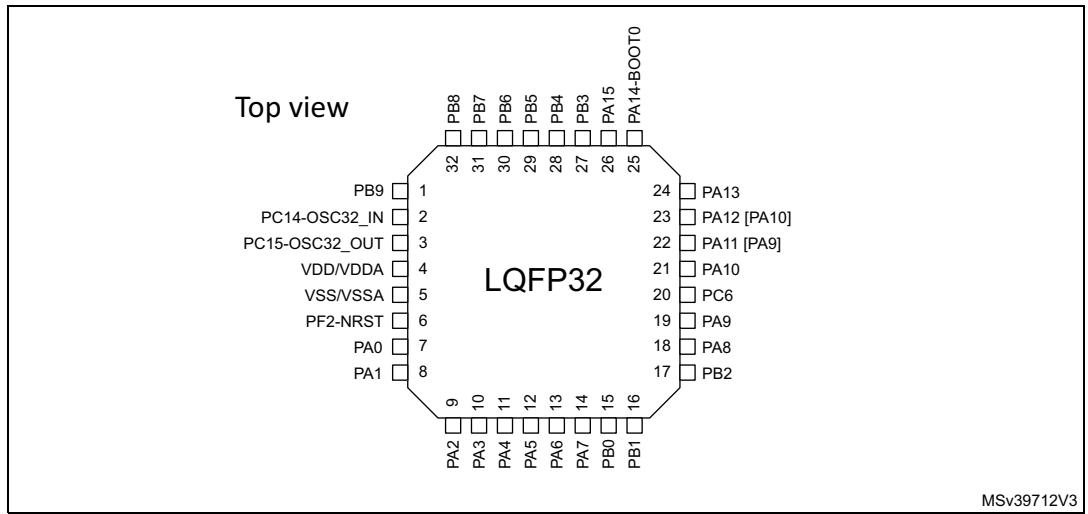 Top view
PB8
PB7
PB6
PB5
PB4
PB3
PA15
PA14-BOOT0
32
31
30
29
28
27
26
25
PB9 1
PC14-OSC32_IN 2
PC15-OSC32_OUT 3
VDD/VDDA 4
VSS/VSSA 5
PF2-NRST 6
PA0 7
PA1 8
LQFP32
24 PA13
23 PA12 [PA10]
22 PA11 [PA9]
21 PA10
20 PC6
19 PA9
18 PA8
17 PB2
9
10
11
12
13
14
15
16
PA2
PA3
PA4
PA5
PA6
PA7
PB0
PB1
MSv39712V3